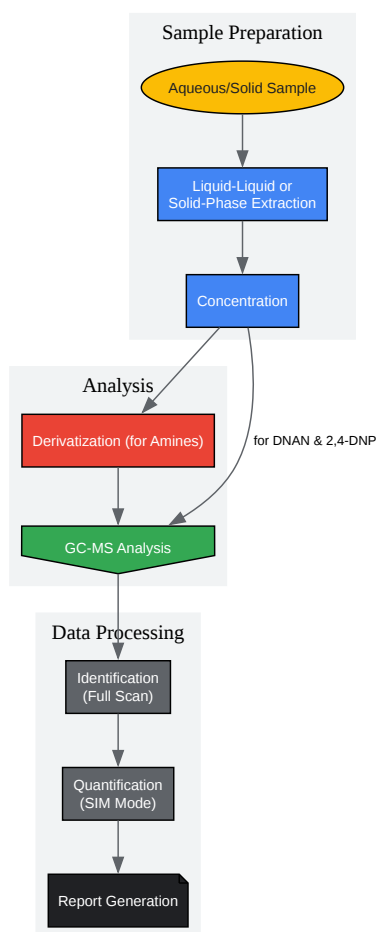 Sample Preparation
Aqueous/Solid Sample
Liquid-Liquid or
Solid-Phase Extraction
Concentration
Analysis
Derivatization (for Amines)
for DNAN & 2,4-DNP
GC-MS Analysis
Data Processing
Identification
(Full Scan)
Quantification
(SIM Mode)
Report Generation